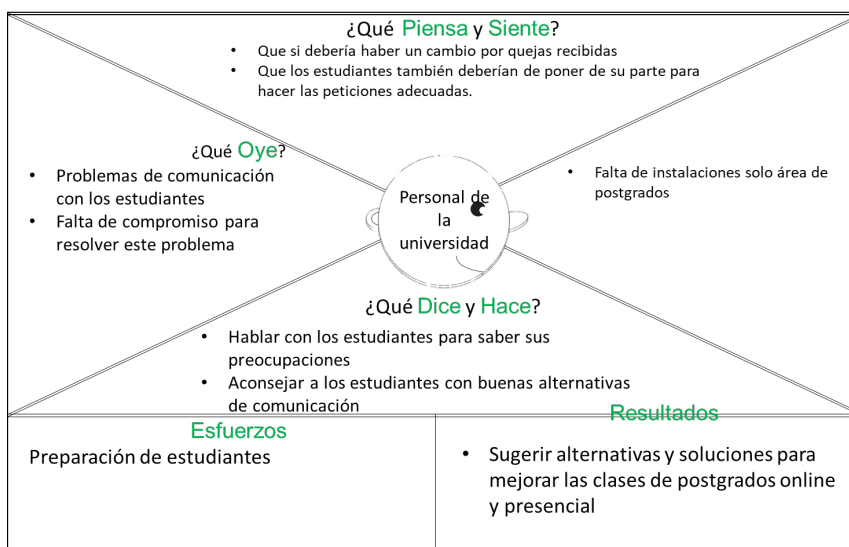 ¿Qué Piensa y Siente?
• Que si debería haber un cambio por quejas recibidas
• Que los estudiantes también deberían de poner de su parte para
hacer las peticiones adecuadas.
¿Qué Oye?
• Problemas de comunicación
con los estudiantes
• Falta de compromiso para
resolver este problema
Personal de
la
universidad
• Falta de instalaciones solo área de
postgrados
¿Qué Dice y Hace?
• Hablar con los estudiantes para saber sus
preocupaciones
• Aconsejar a los estudiantes con buenas alternativas
de comunicación
Esfuerzos
Preparación de estudiantes
Resultados
• Sugerir alternativas y soluciones para
mejorar las clases de postgrados online
y presencial